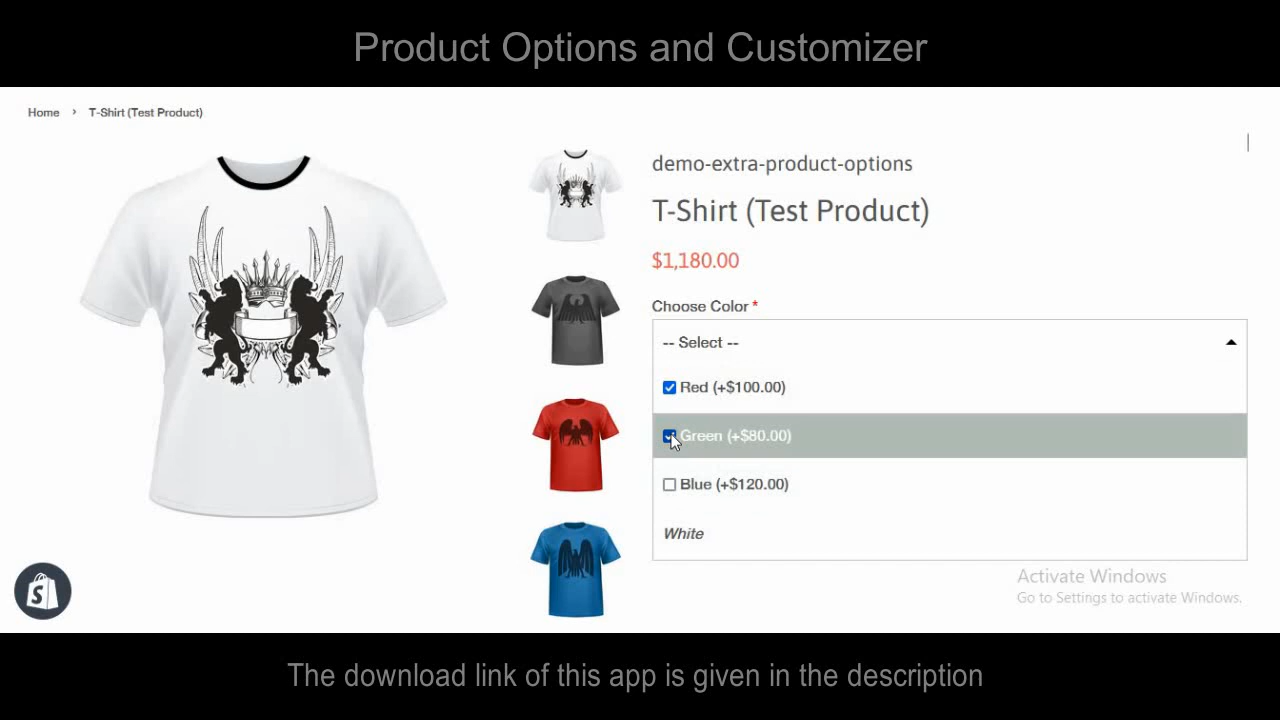 Product Options and Customizer
Home › T-Shirt (Test Product)
demo-extra-product-options
T-Shirt (Test Product)
$1,180.00
Choose Color *
-- Select --
Red (+$100.00)
Green (+$80.00)
Blue (+$120.00)
White
Activate Windows
Go to Settings to activate Windows.
S
The download link of this app is given in the description